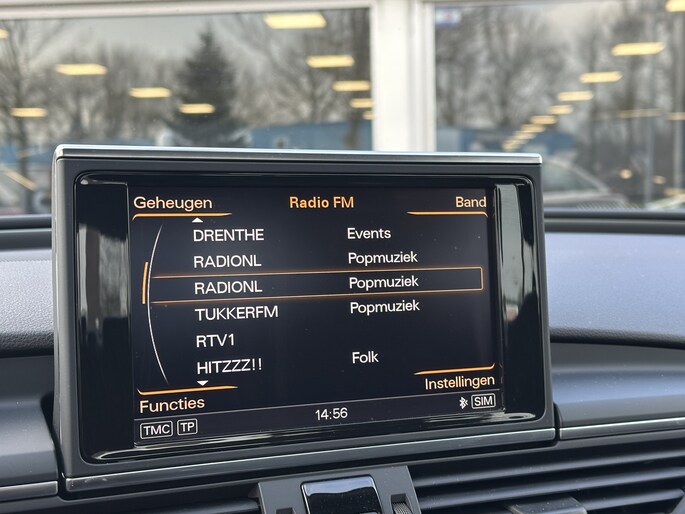 Geheugen Radio FM Band
DRENTHE Events
RADIONL Popmuziek
RADIONL Popmuziek
TUKKERFM Popmuziek
RTV1
HITZZZ!! Folk
Functies Instellingen
TMC TP 14:56 SIM